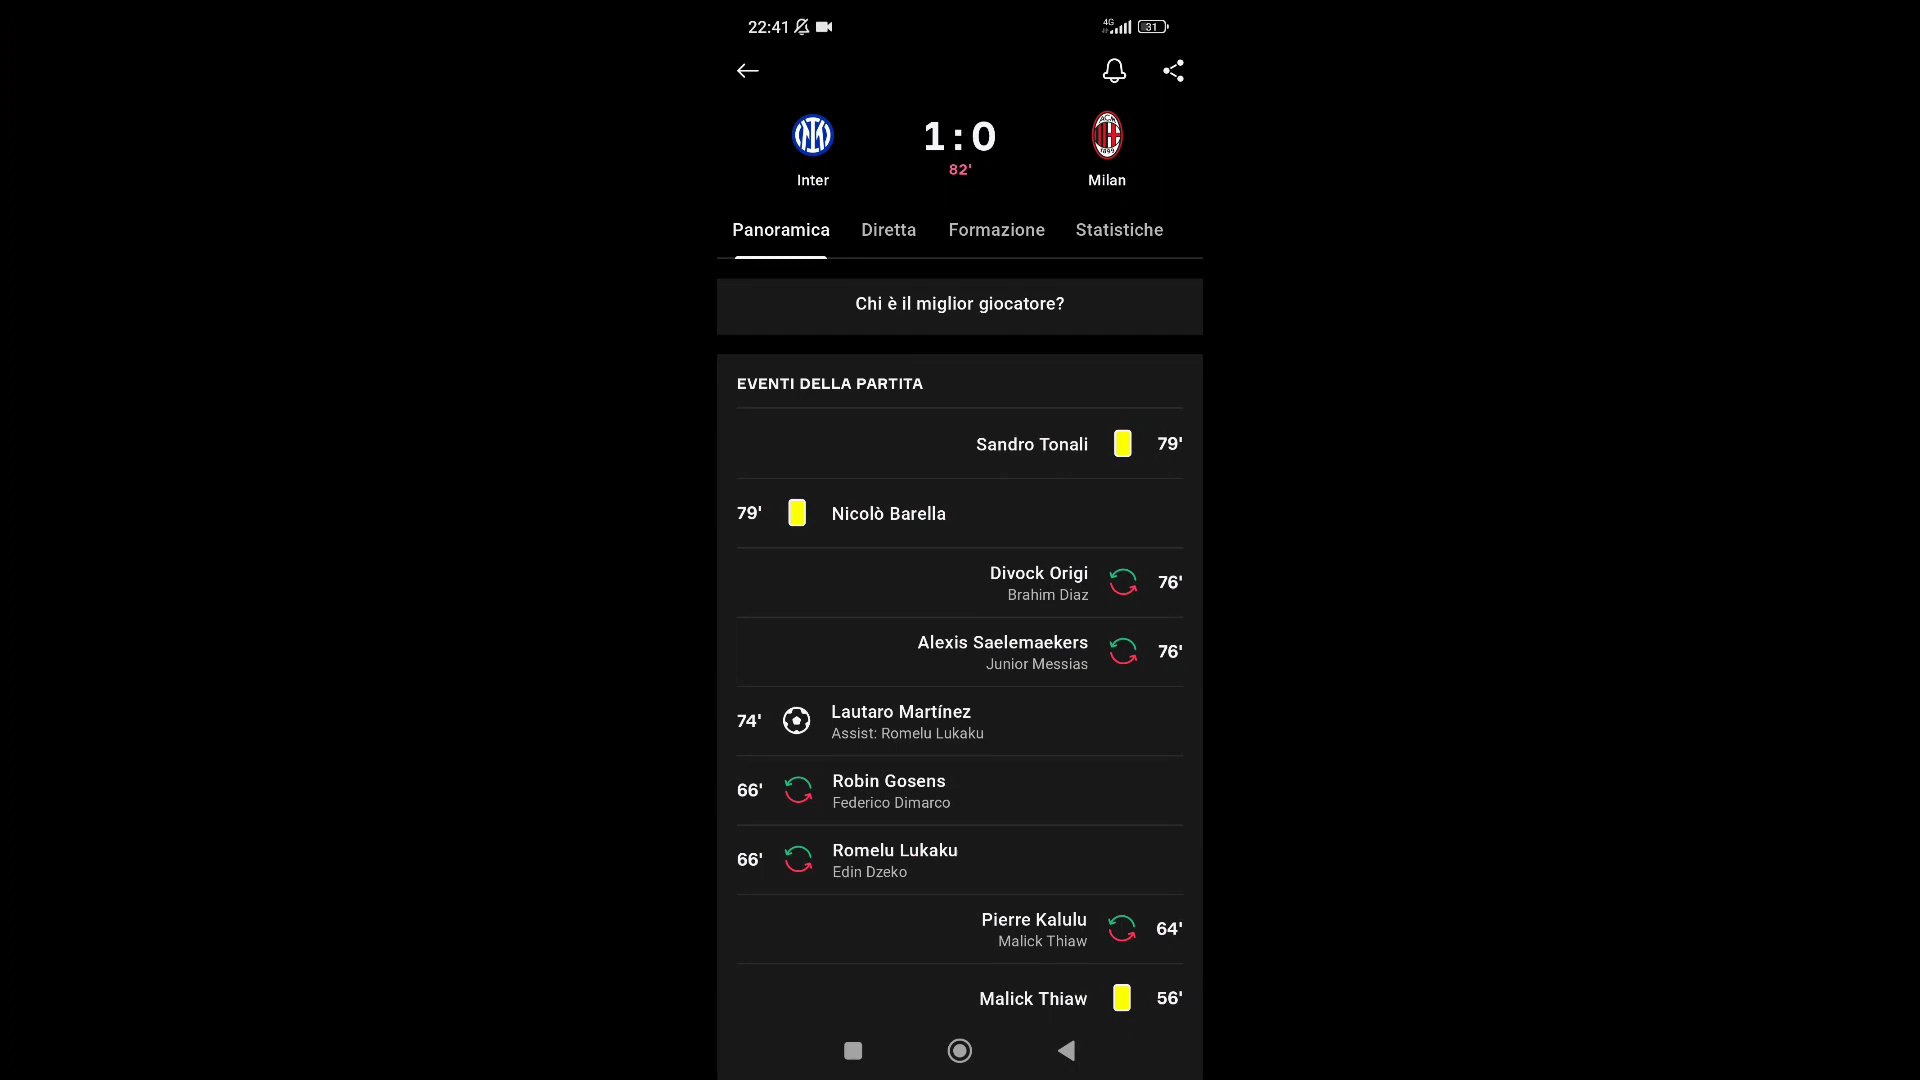 22:41
4G
31
1:0
82'
Inter
Milan
Panoramica
Diretta
Formazione
Statistiche
Chi è il miglior giocatore?
EVENTI DELLA PARTITA
Sandro Tonali 79'
79' Nicolò Barella
Divock Origi 76'
Brahim Diaz
Alexis Saelemaekers 76'
Junior Messias
74' Lautaro Martínez
Assist: Romelu Lukaku
66' Robin Gosens
Federico Dimarco
66' Romelu Lukaku
Edin Dzeko
Pierre Kalulu 64'
Malick Thiaw
Malick Thiaw 56'